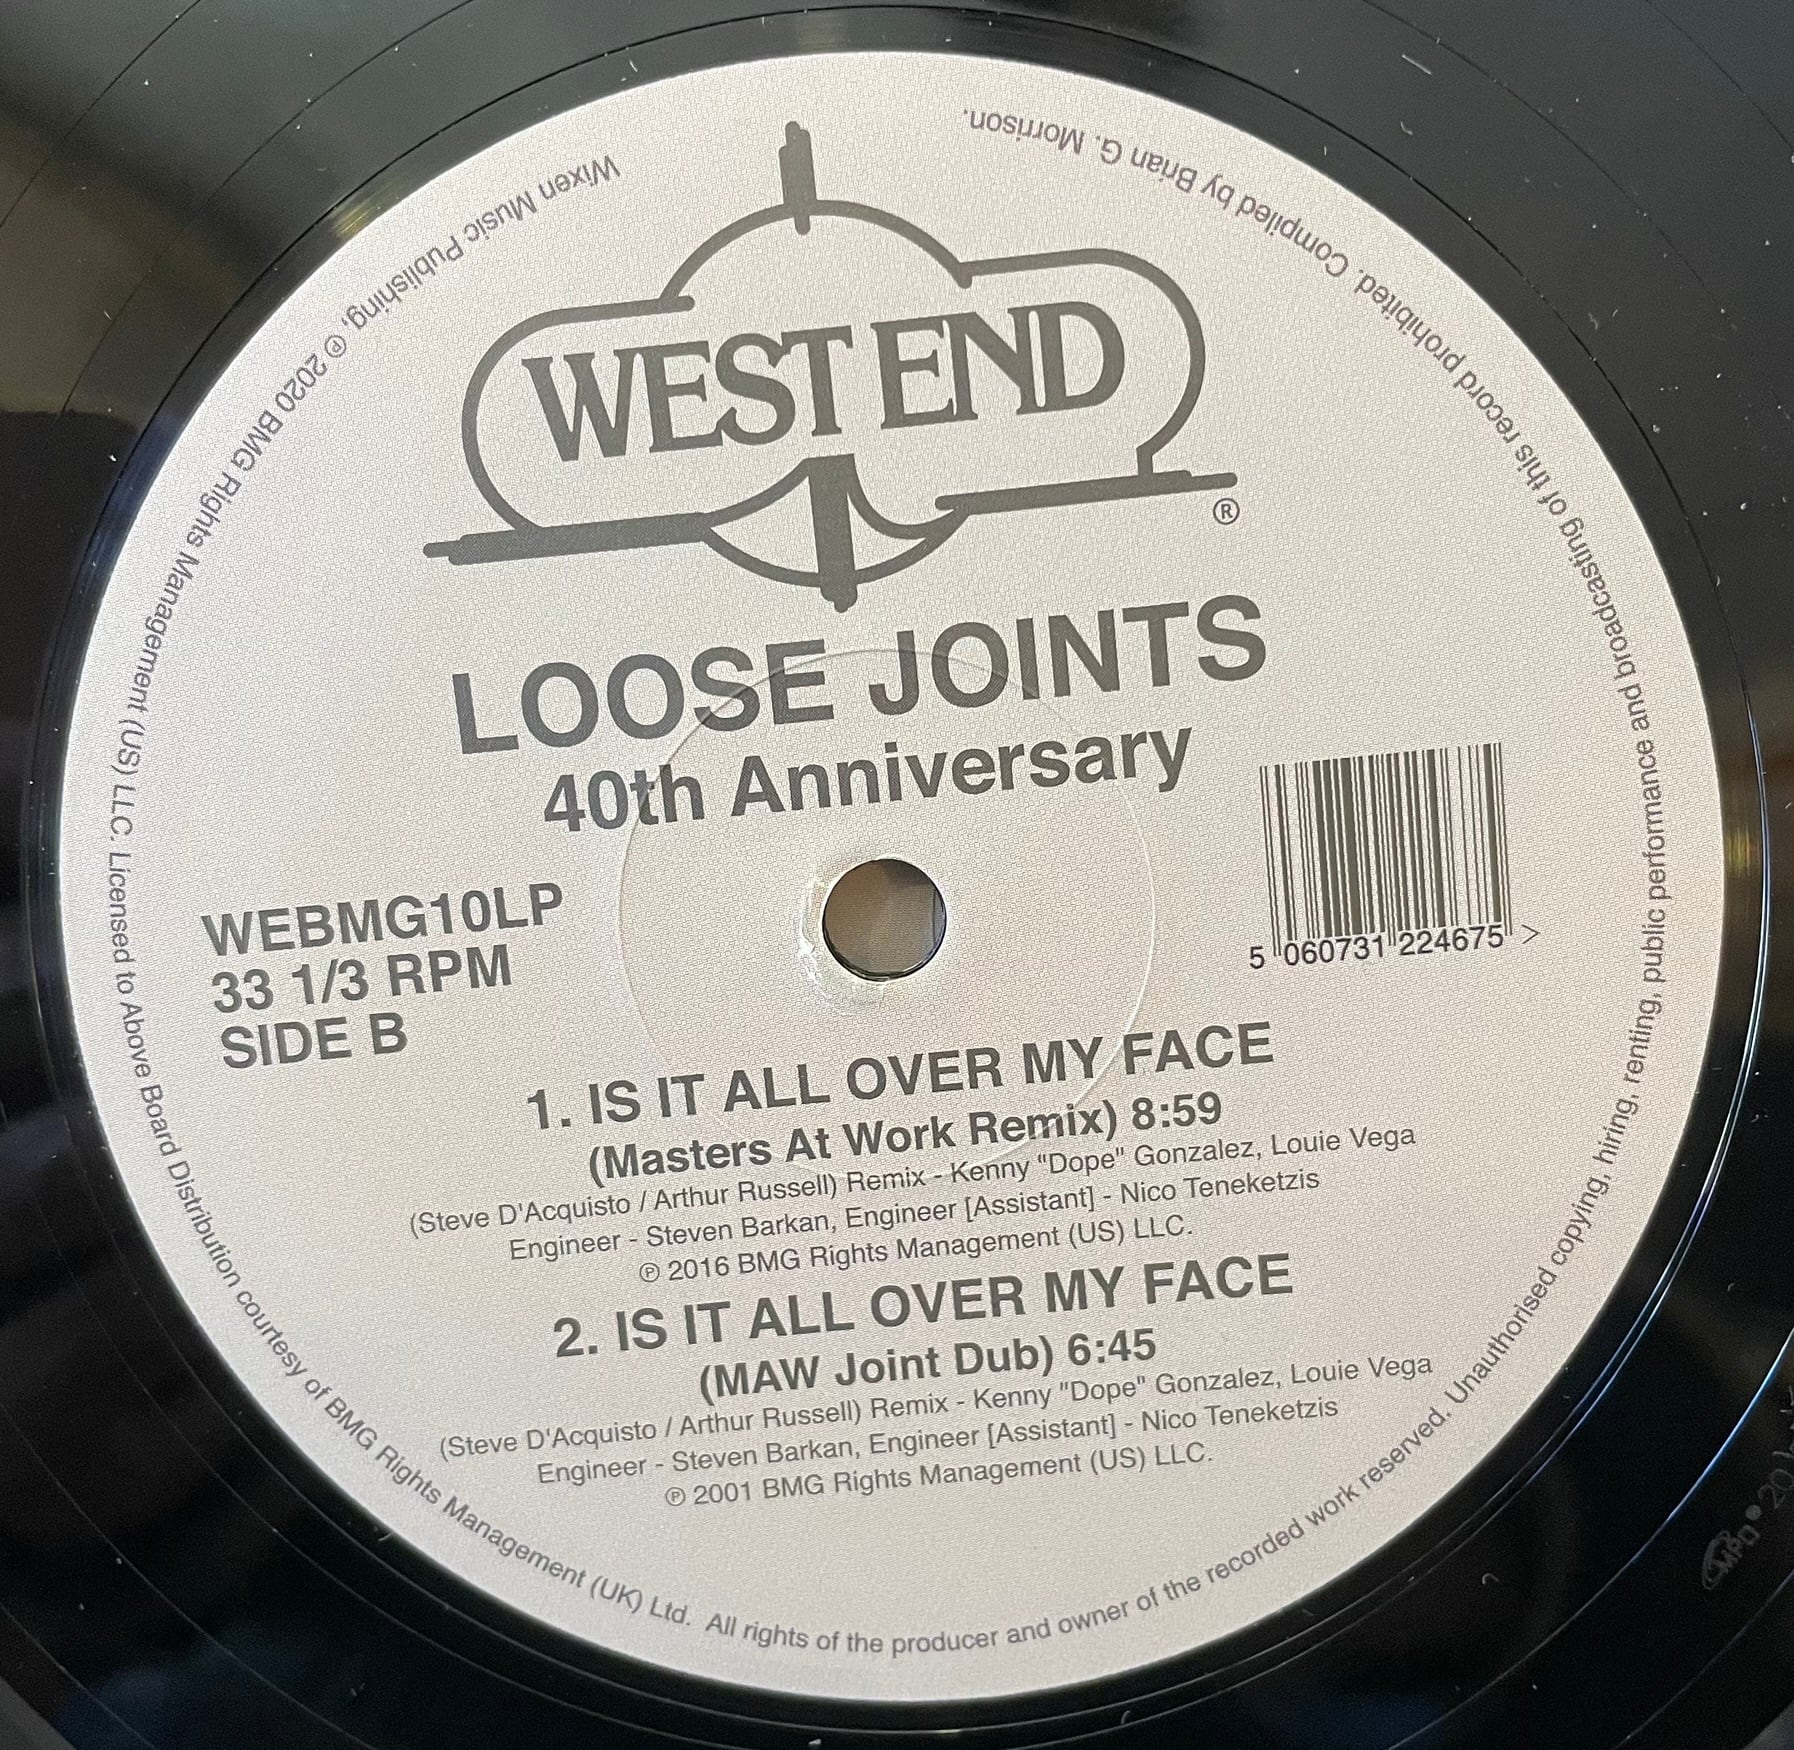 WEST END
®
LOOSE JOINTS
40th Anniversary
WEBMG10LP
33 1/3 RPM
SIDE B
5 060731 224675 >
1. IS IT ALL OVER MY FACE
(Masters At Work Remix) 8:59
(Steve D'Acquisto / Arthur Russell) Remix - Kenny "Dope" Gonzalez, Louie Vega
Engineer - Steven Barkan, Engineer [Assistant] - Nico Teneketzis
℗ 2016 BMG Rights Management (US) LLC.
2. IS IT ALL OVER MY FACE
(MAW Joint Dub) 6:45
(Steve D'Acquisto / Arthur Russell) Remix - Kenny "Dope" Gonzalez, Louie Vega
Engineer - Steven Barkan, Engineer [Assistant] - Nico Teneketzis
℗ 2001 BMG Rights Management (US) LLC.
Wixen Music Publishing, ℗ 2020 BMG Rights Management (US) LLC. Licensed to Above Board Distribution courtesy of BMG Rights Management (UK) Ltd. All rights of the producer and owner of the recorded work reserved. Unauthorised copying, hiring, renting, public performance and broadcasting of this record prohibited. Compiled by Brian G. Morrison.
MPO